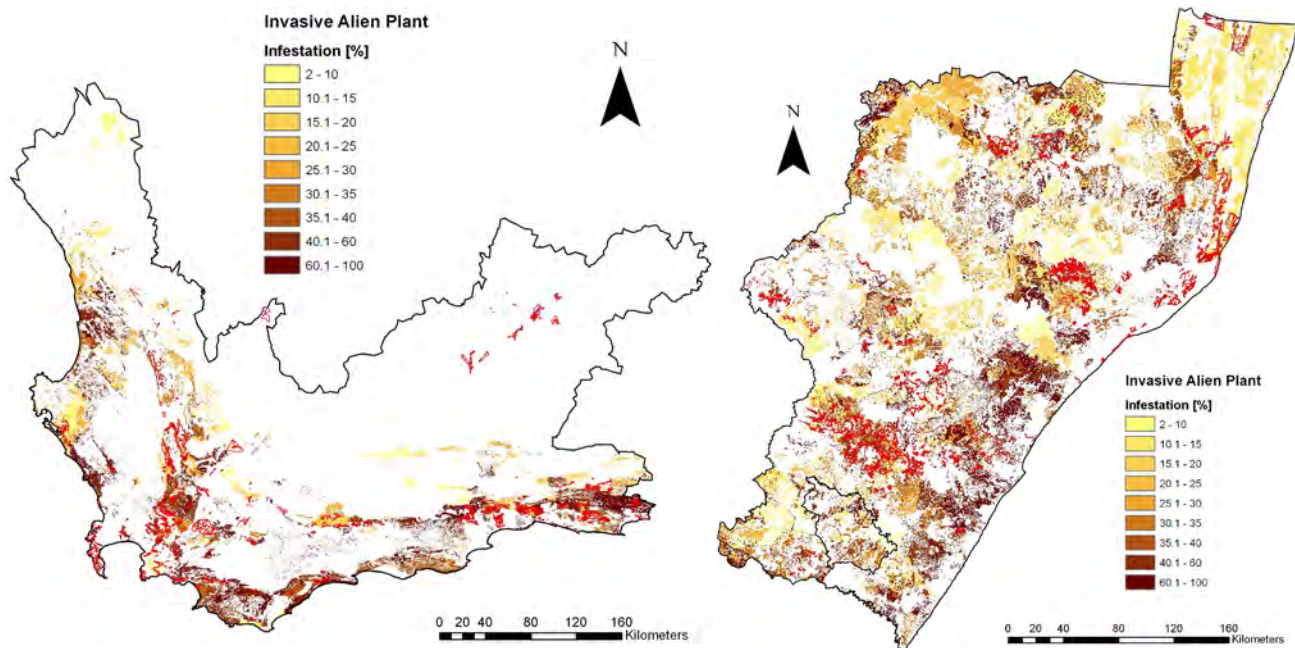 Invasive Alien Plant
Infestation [%]
2 - 10
10.1 - 15
15.1 - 20
20.1 - 25
25.1 - 30
30.1 - 35
35.1 - 40
40.1 - 60
60.1 - 100
N
0 20 40 80 120 160
Kilometers
N
Invasive Alien Plant
Infestation [%]
2 - 10
10.1 - 15
15.1 - 20
20.1 - 25
25.1 - 30
30.1 - 35
35.1 - 40
40.1 - 60
60.1 - 100
0 20 40 80 120 160
Kilometers